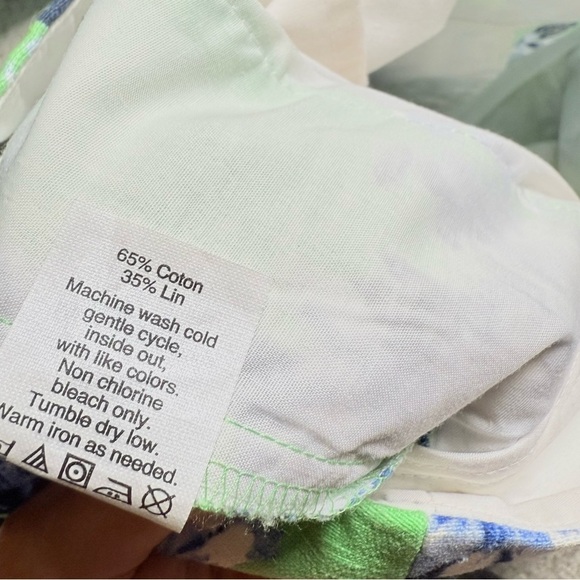 65% Coton
35% Lin
Machine wash cold
gentle cycle,
inside out,
with like colors.
Non chlorine
bleach only.
Tumble dry low.
Warm iron as needed.